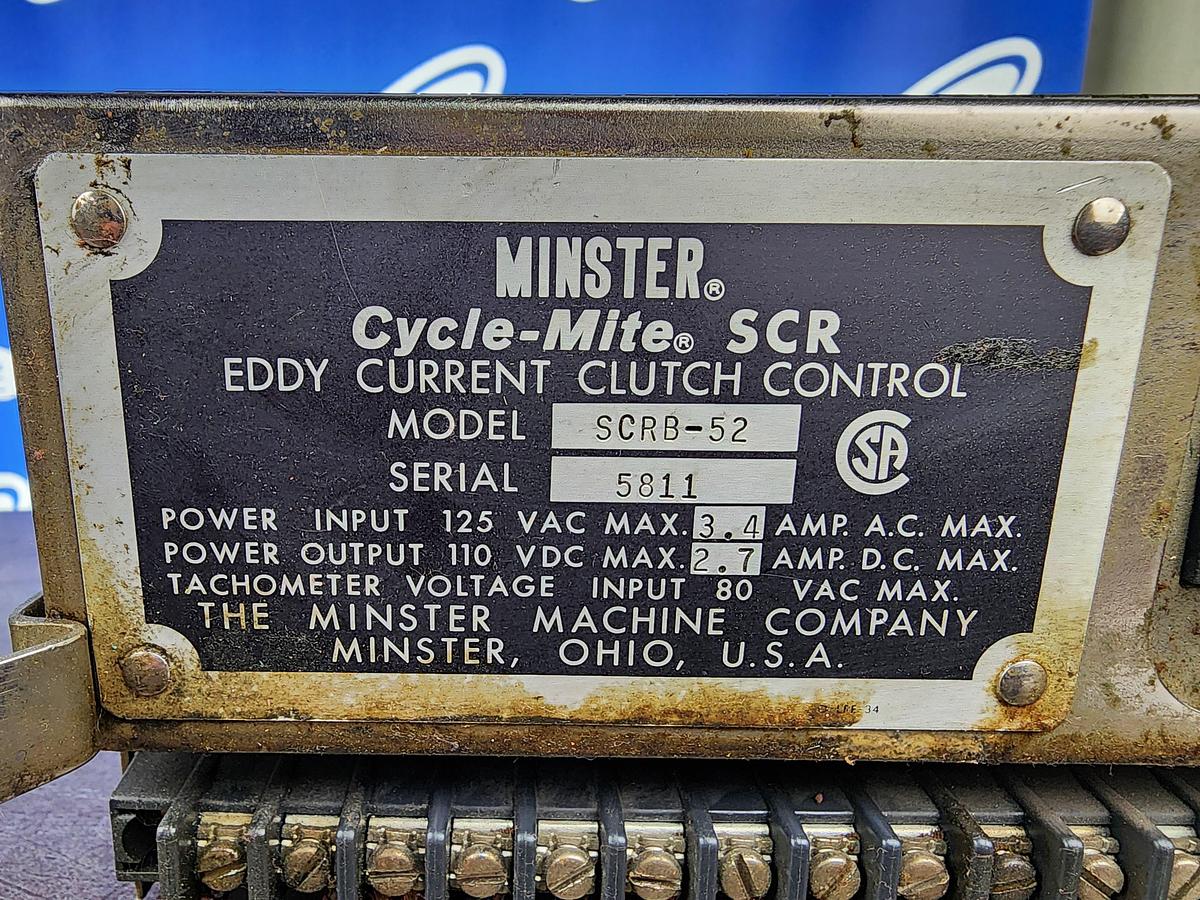 MINSTER®
Cycle-Mite® SCR
EDDY CURRENT CLUTCH CONTROL
MODEL SCRB-52
CSA
SERIAL 5811
POWER INPUT 125 VAC MAX. 3.4 AMP. A.C. MAX.
POWER OUTPUT 110 VDC MAX. 2.7 AMP. D.C. MAX.
TACHOMETER VOLTAGE INPUT 80 VAC MAX.
THE MINSTER MACHINE COMPANY
MINSTER, OHIO, U.S.A.
34